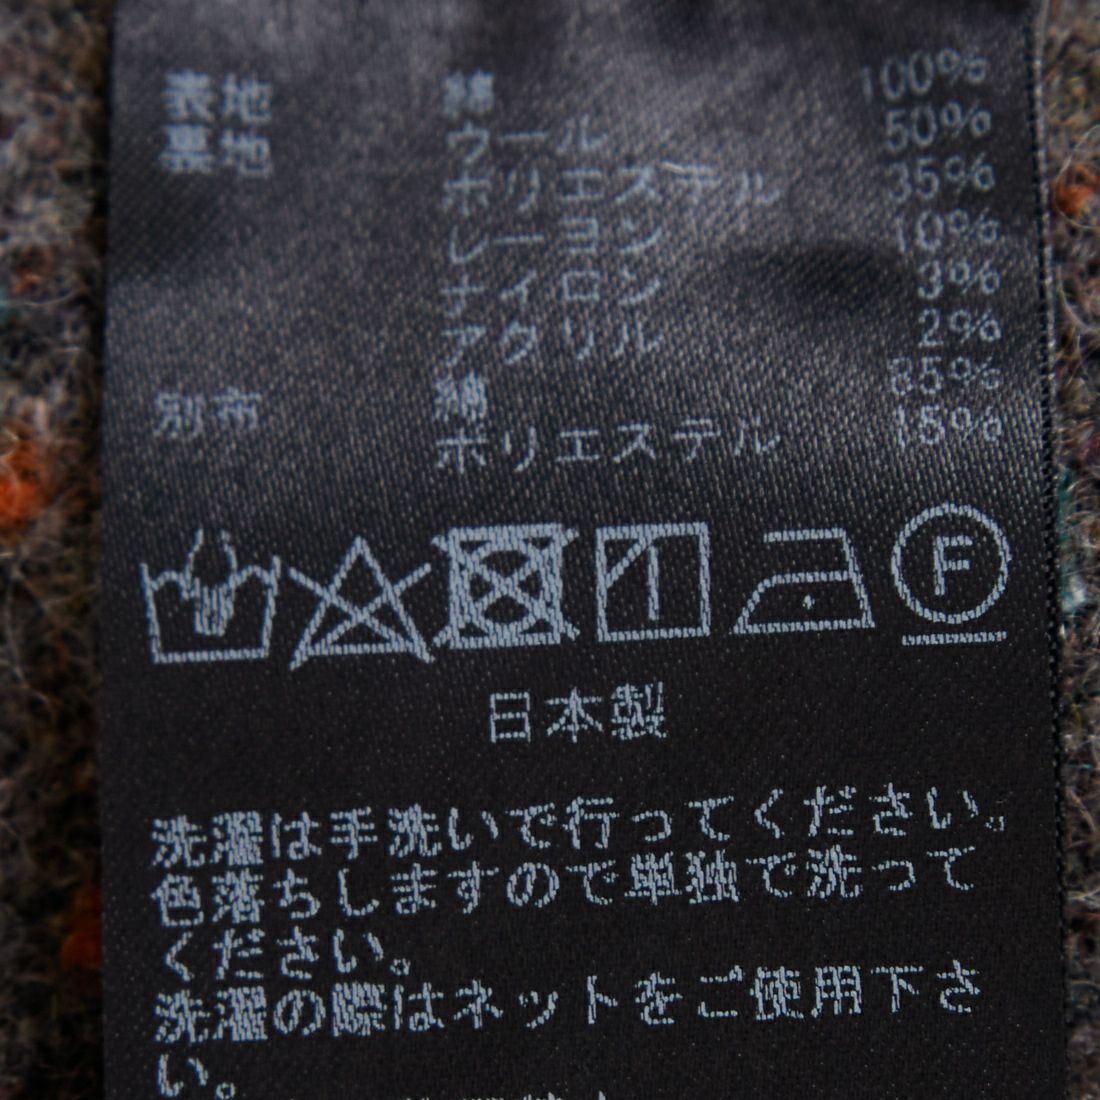 表地 綿 100%
裏地 ウール 50%
ポリエステル 35%
レーヨン 10%
ナイロン 3%
アクリル 2%
別布 綿 85%
ポリエステル 15%
F
日本製
洗濯は手洗いで行ってください。
色落ちしますので単独で洗って
ください。
洗濯の際はネットをご使用下さ
い。